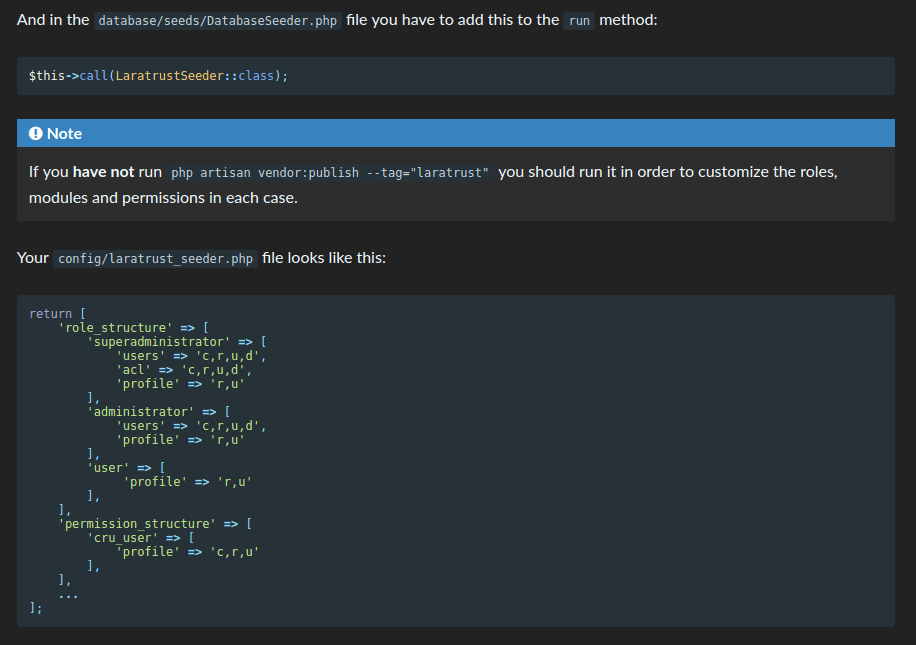 And in the database/seeds/DatabaseSeeder.php file you have to add this to the run method:
$this->call(LaratrustSeeder::class);
Note
If you have not run php artisan vendor:publish --tag="laratrust" you should run it in order to customize the roles,
modules and permissions in each case.
Your config/laratrust_seeder.php file looks like this:
return [
    'role_structure' => [
        'superadministrator' => [
            'users' => 'c,r,u,d',
            'acl' => 'c,r,u,d',
            'profile' => 'r,u'
        ],
        'administrator' => [
            'users' => 'c,r,u,d',
            'profile' => 'r,u'
        ],
        'user' => [
             'profile' => 'r,u'
        ],
    ],
    'permission_structure' => [
        'cru_user' => [
            'profile' => 'c,r,u'
        ],
    ],
    ...
];